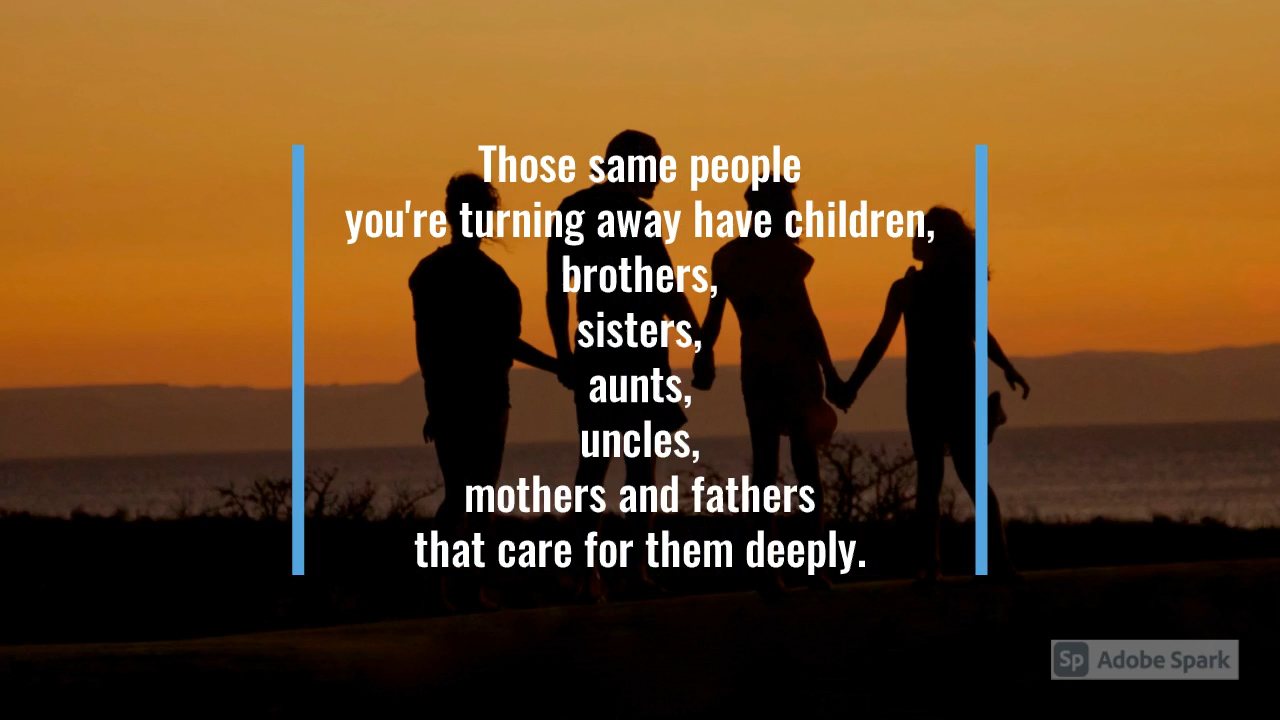 Those same people
you're turning away have children,
brothers,
sisters,
aunts,
uncles,
mothers and fathers
that care for them deeply.
Sp Adobe Spark